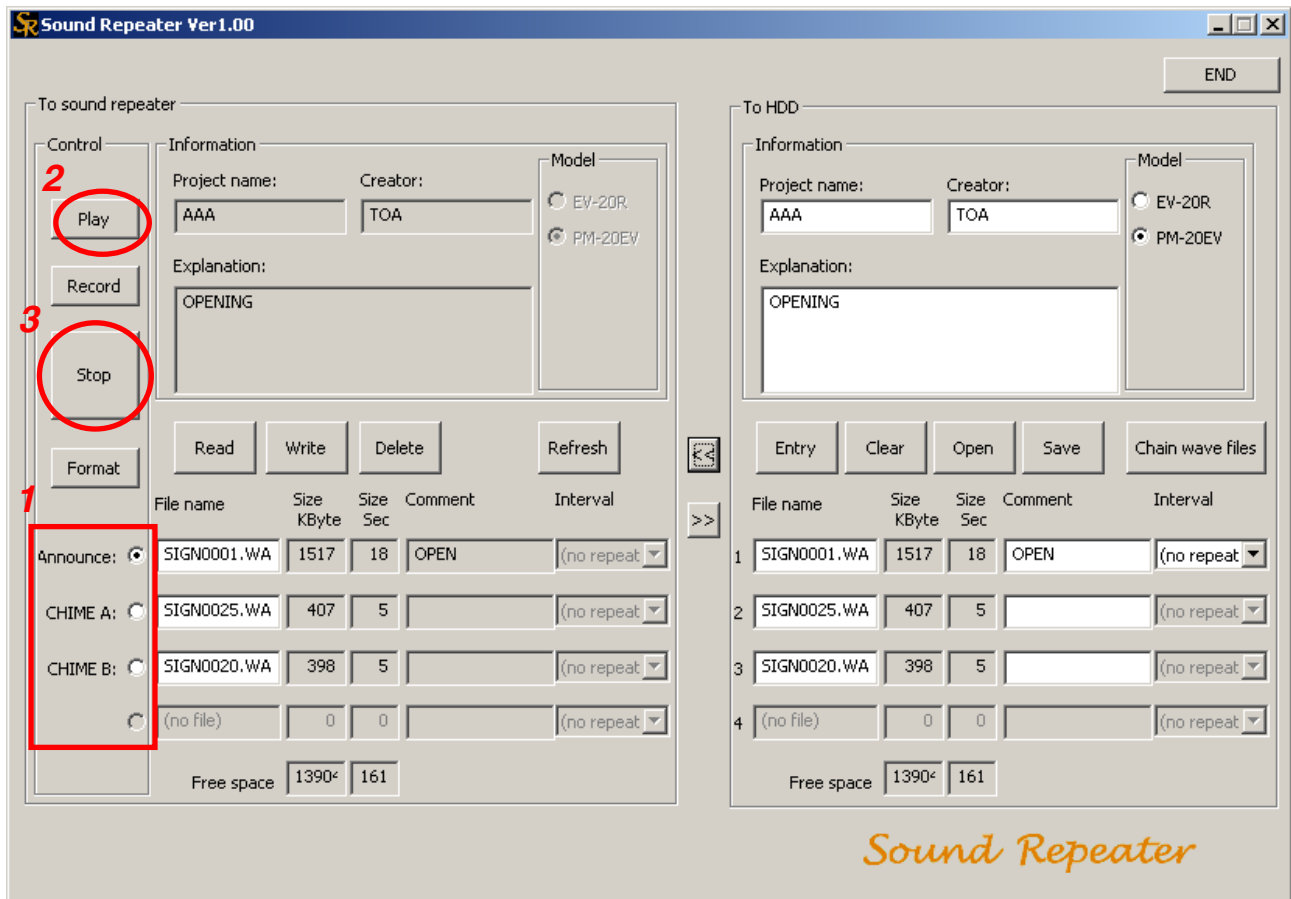 SR Sound Repeater Ver1.00
END
To sound repeater
Control
2
Play
Record
3
Stop
Format
1
Information
Project name: Creator:
AAA TOA
Explanation:
OPENING
Model
EV-20R
PM-20EV
Read Write Delete Refresh
File name Size KByte Size Sec Comment Interval
Announce: SIGN0001.WA 1517 18 OPEN (no repeat
CHIME A: SIGN0025.WA 407 5 (no repeat
CHIME B: SIGN0020.WA 398 5 (no repeat
(no file) 0 0 (no repeat
Free space 1390 161
<<
>>
To HDD
Information
Project name: Creator:
AAA TOA
Explanation:
OPENING
Model
EV-20R
PM-20EV
Entry Clear Open Save Chain wave files
File name Size KByte Size Sec Comment Interval
1 SIGN0001.WA 1517 18 OPEN (no repeat
2 SIGN0025.WA 407 5 (no repeat
3 SIGN0020.WA 398 5 (no repeat
4 (no file) 0 0 (no repeat
Free space 1390 161
Sound Repeater